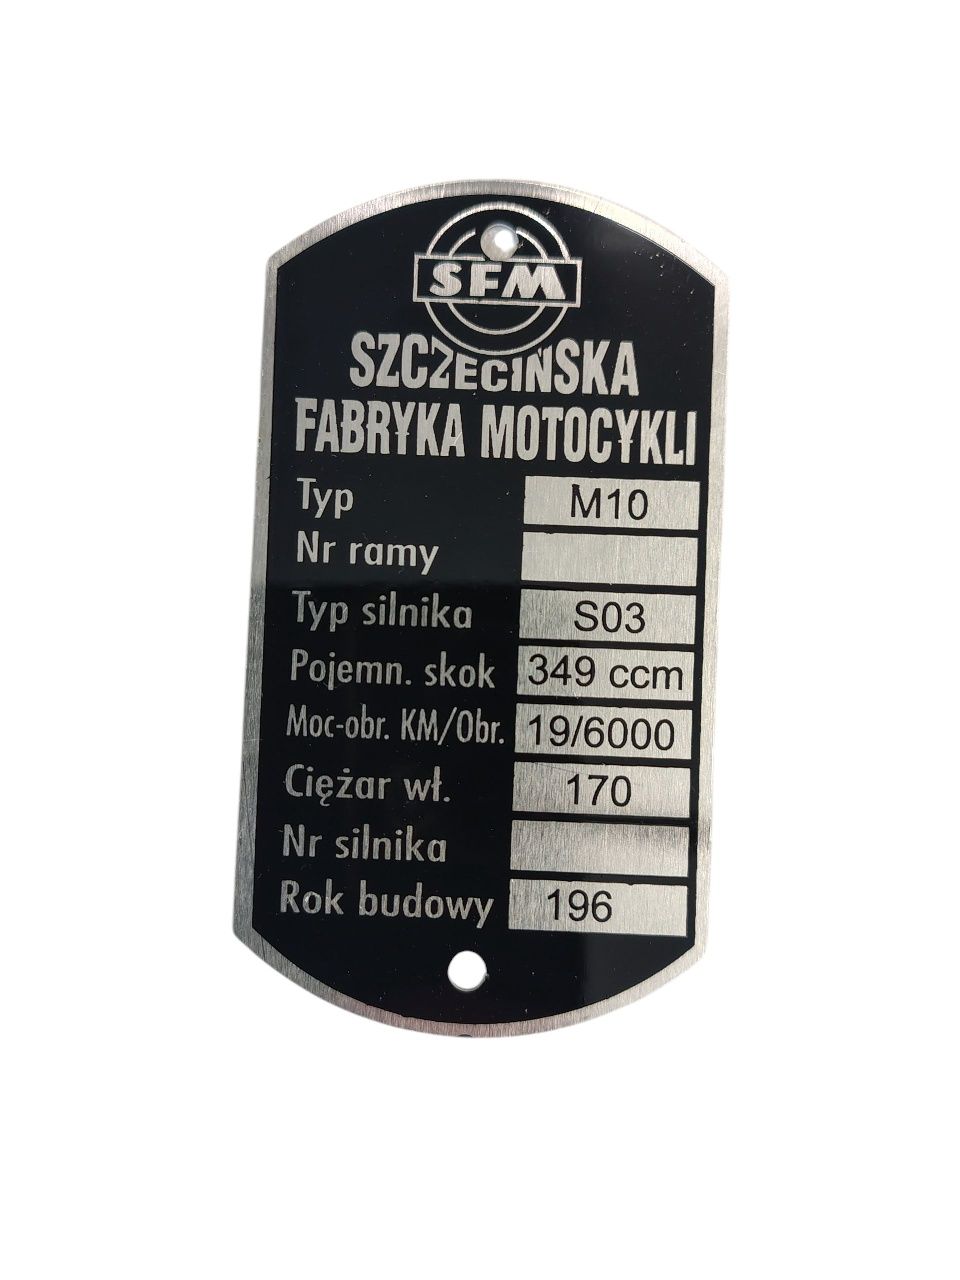 SFM
SZCZECIŃSKA
FABRYKA MOTOCYKLI
Typ M10
Nr ramy
Typ silnika S03
Pojemn. skok 349 ccm
Moc-obr. KM/Obr. 19/6000
Ciężar wł. 170
Nr silnika
Rok budowy 196